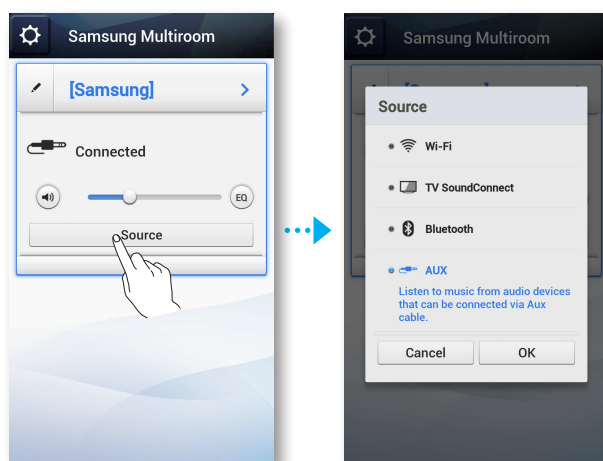 Samsung Multiroom
[Samsung]
Connected
EQ
Source
Samsung Multiroom
Source
Wi-Fi
TV SoundConnect
Bluetooth
AUX
Listen to music from audio devices
that can be connected via Aux
cable.
Cancel OK